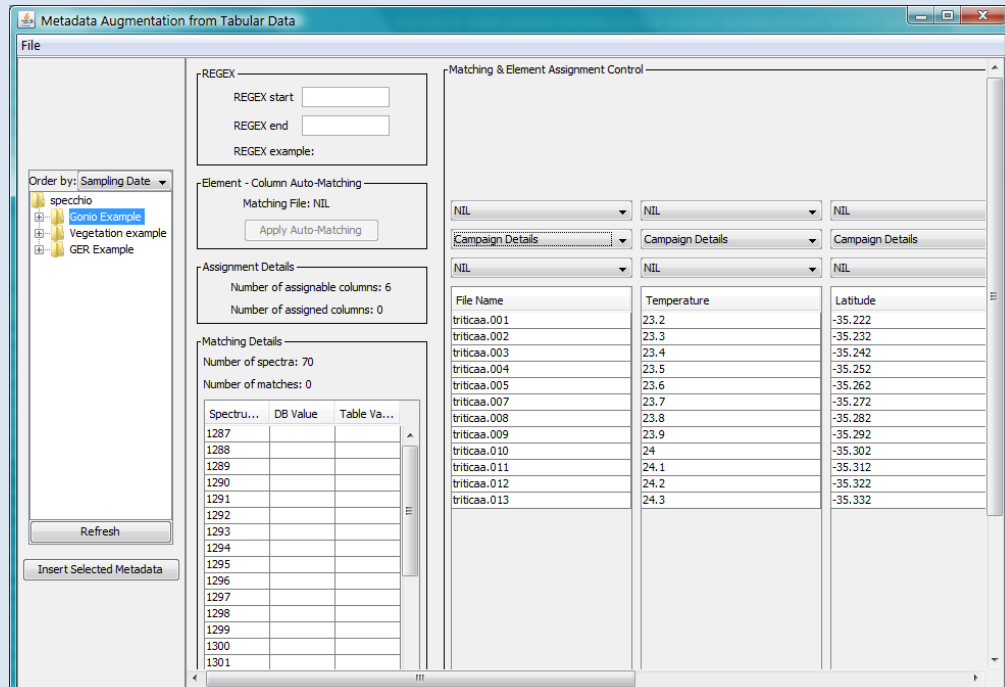 Metadata Augmentation from Tabular Data
File
Order by: Sampling Date
specchio
Gonio Example
Vegetation example
GER Example
Refresh
Insert Selected Metadata
REGEX
REGEX start
REGEX end
REGEX example:
Element - Column Auto-Matching
Matching File: NIL
Apply Auto-Matching
Assignment Details
Number of assignable columns: 6
Number of assigned columns: 0
Matching Details
Number of spectra: 70
Number of matches: 0
Spectru... DB Value Table Va...
1287
1288
1289
1290
1291
1292
1293
1294
1295
1296
1297
1298
1299
1300
1301
Matching & Element Assignment Control
NIL NIL NIL
Campaign Details Campaign Details Campaign Details
NIL NIL NIL
File Name Temperature Latitude
triticaa.001 23.2 -35.222
triticaa.002 23.3 -35.232
triticaa.003 23.4 -35.242
triticaa.004 23.5 -35.252
triticaa.005 23.6 -35.262
triticaa.007 23.7 -35.272
triticaa.008 23.8 -35.282
triticaa.009 23.9 -35.292
triticaa.010 24 -35.302
triticaa.011 24.1 -35.312
triticaa.012 24.2 -35.322
triticaa.013 24.3 -35.332